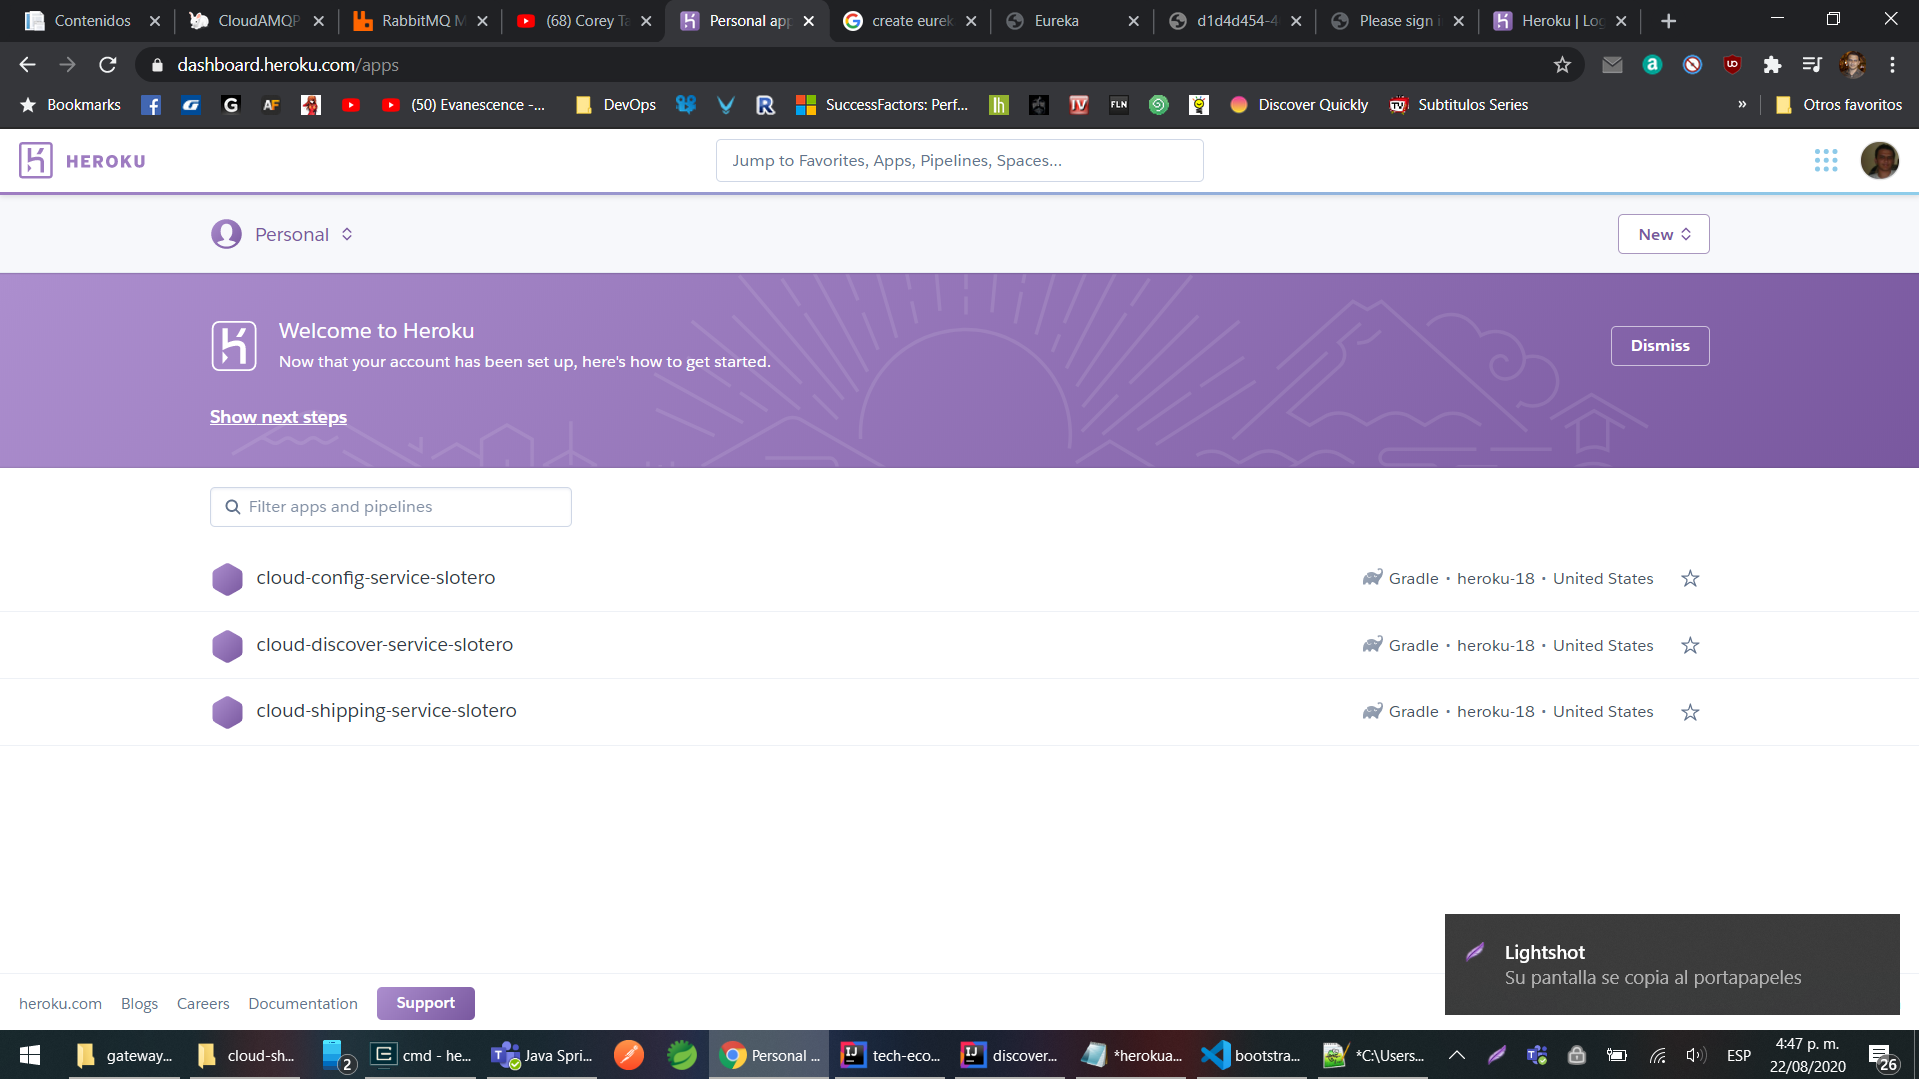 Contenidos
CloudAMQP
RabbitMQ M
(68) Corey Ta
Personal app
create eurek
Eureka
d1d4d454-4
Please sign i
Heroku | Log
dashboard.heroku.com/apps
Bookmarks
(50) Evanescence -...
DevOps
SuccessFactors: Perf...
FLN
Discover Quickly
Subtitulos Series
»
Otros favoritos
HEROKU
Jump to Favorites, Apps, Pipelines, Spaces...
Personal
New
Welcome to Heroku
Now that your account has been set up, here's how to get started.
Dismiss
Show next steps
Filter apps and pipelines
cloud-config-service-slotero
Gradle · heroku-18 · United States
cloud-discover-service-slotero
Gradle · heroku-18 · United States
cloud-shipping-service-slotero
Gradle · heroku-18 · United States
Lightshot
Su pantalla se copia al portapapeles
heroku.com
Blogs
Careers
Documentation
Support
gateway...
cloud-sh...
2
cmd - he...
Java Spri...
Personal ...
tech-eco...
discover...
*herokua...
bootstra...
*C:\Users...
ESP
4:47 p. m.
22/08/2020
26